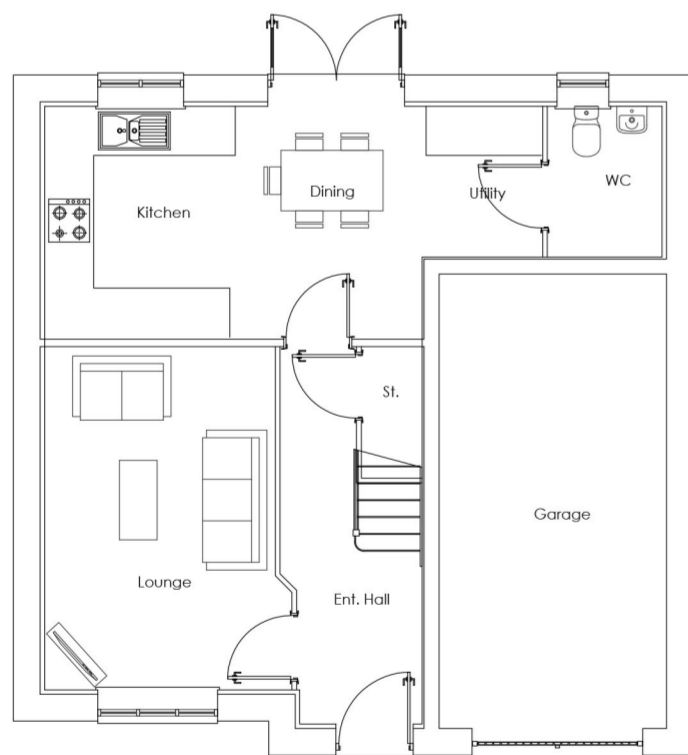 Kitchen
Dining
Utility
WC
St.
Garage
Lounge
Ent. Hall